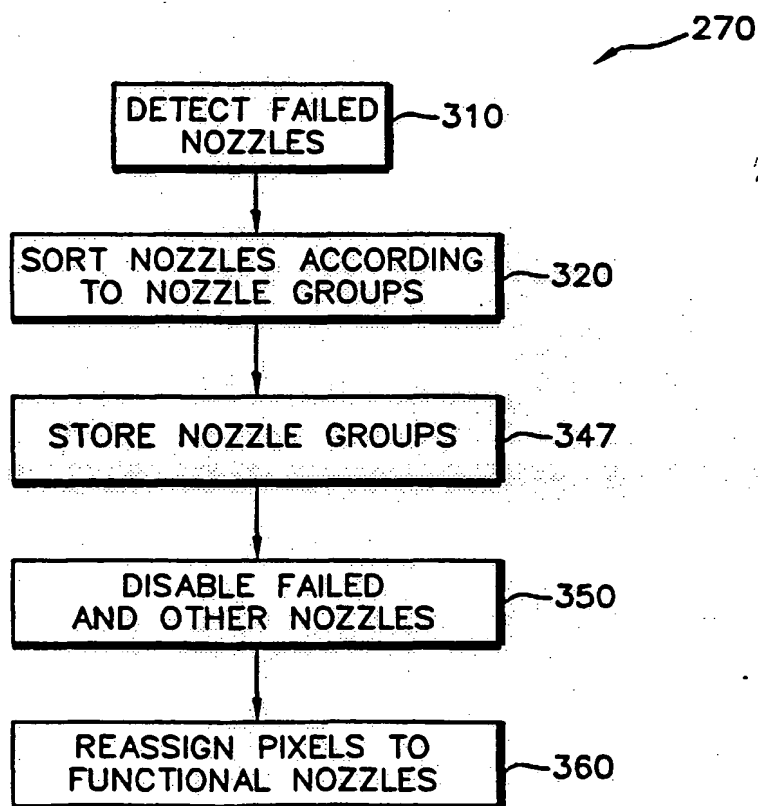 270
DETECT FAILED
NOZZLES
310
SORT NOZZLES ACCORDING
TO NOZZLE GROUPS
320
STORE NOZZLE GROUPS
347
DISABLE FAILED
AND OTHER NOZZLES
350
REASSIGN PIXELS TO
FUNCTIONAL NOZZLES
360